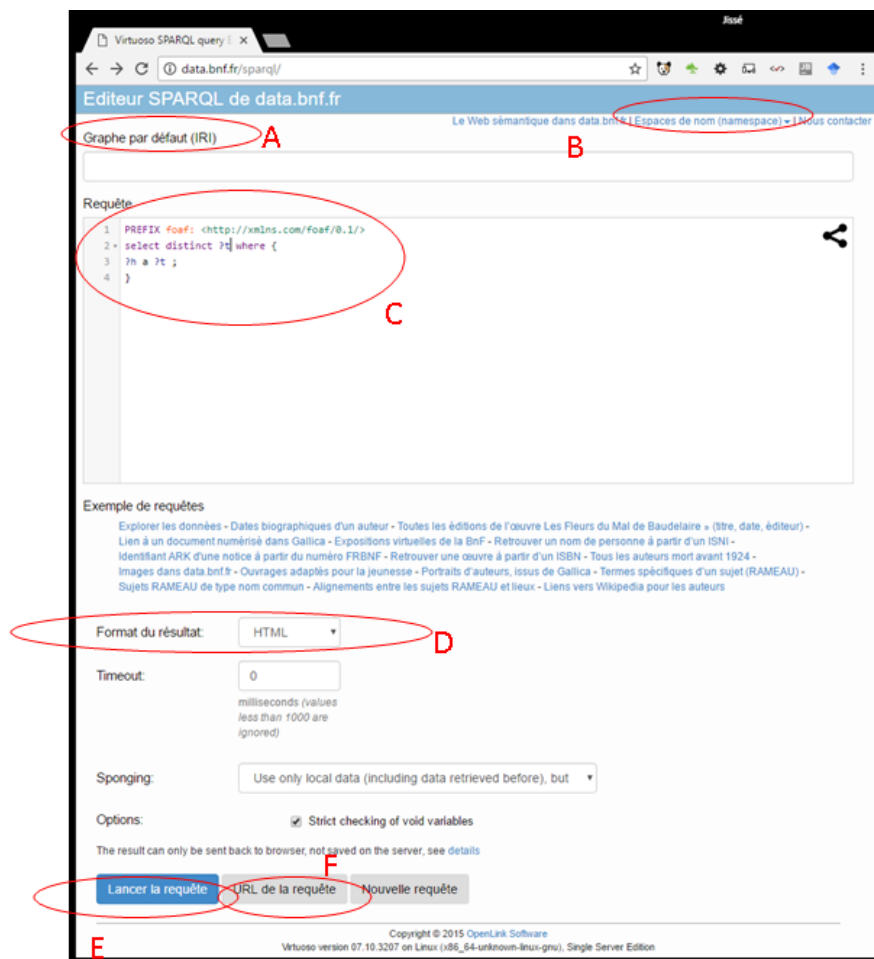 Jissé
Virtuoso SPARQL query E
data.bnf.fr/sparql/
Editeur SPARQL de data.bnf.fr
Le Web sémantique dans data.bnf.fr | Espaces de nom (namespace) | Nous contacter
B
Graphe par défaut (IRI)
A
Requête
1 PREFIX foaf: <http://xmlns.com/foaf/0.1/>
2 select distinct ?t where {
3 ?h a ?t ;
4 }
C
Exemple de requêtes
Explorer les données - Dates biographiques d'un auteur - Toutes les éditions de l'œuvre Les Fleurs du Mal de Baudelaire » (titre, date, éditeur) -
Lien à un document numérisé dans Gallica - Expositions virtuelles de la BnF - Retrouver un nom de personne à partir d'un ISNI -
Identifiant ARK d'une notice à partir du numéro FRBNF - Retrouver une œuvre à partir d'un ISBN - Tous les auteurs mort avant 1924 -
Images dans data.bnf.fr - Ouvrages adaptés pour la jeunesse - Portraits d'auteurs, issus de Gallica - Termes spécifiques d'un sujet (RAMEAU) -
Sujets RAMEAU de type nom commun - Alignements entre les sujets RAMEAU et lieux - Liens vers Wikipedia pour les auteurs
Format du résultat: HTML
D
Timeout: 0
milliseconds (values
less than 1000 are
ignored)
Sponging: Use only local data (including data retrieved before), but
Options: Strict checking of void variables
The result can only be sent back to browser, not saved on the server, see details
F
Lancer la requête URL de la requête Nouvelle requête
E
Copyright © 2015 OpenLink Software
Virtuoso version 07.10.3207 on Linux (x86_64-unknown-linux-gnu), Single Server Edition